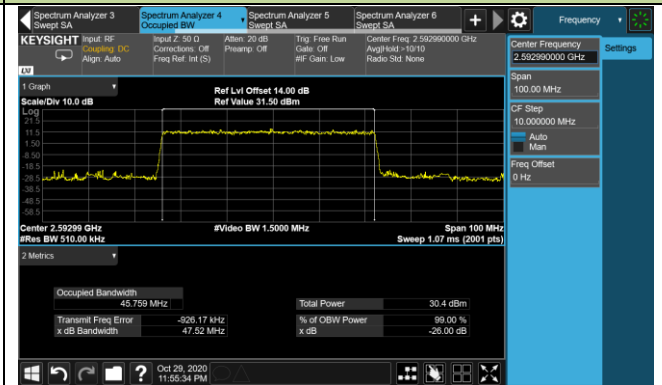 Spectrum Analyzer 3
Swept SA
Spectrum Analyzer 4
Occupied BW
Spectrum Analyzer 5
Swept SA
Spectrum Analyzer 6
Swept SA
+
Frequency
KEYSIGHT
Input: RF
Coupling: DC
Align: Auto
Input Z: 50 Ω
Corrections: Off
Freq Ref: Int (S)
Atten: 20 dB
Preamp: Off
Trig: Free Run
Gate: Off
#IF Gain: Low
Center Freq: 2.592990000 GHz
Avg|Hold:>10/10
Radio Std: None
LXI
Center Frequency
2.592990000 GHz
Settings
Span
100.00 MHz
CF Step
10.000000 MHz
Auto
Man
Freq Offset
0 Hz
1 Graph
Scale/Div 10.0 dB
Ref Lvl Offset 14.00 dB
Ref Value 31.50 dBm
Log
21.5
11.5
1.50
-8.50
-18.5
-28.5
-38.5
-48.5
-58.5
Center 2.59299 GHz
#Res BW 510.00 kHz
#Video BW 1.5000 MHz
Span 100 MHz
Sweep 1.07 ms (2001 pts)
2 Metrics
Occupied Bandwidth
45.759 MHz
Total Power 30.4 dBm
Transmit Freq Error -926.17 kHz
% of OBW Power 99.00 %
x dB Bandwidth 47.52 MHz
x dB -26.00 dB
?
Oct 29, 2020
11:55:34 PM